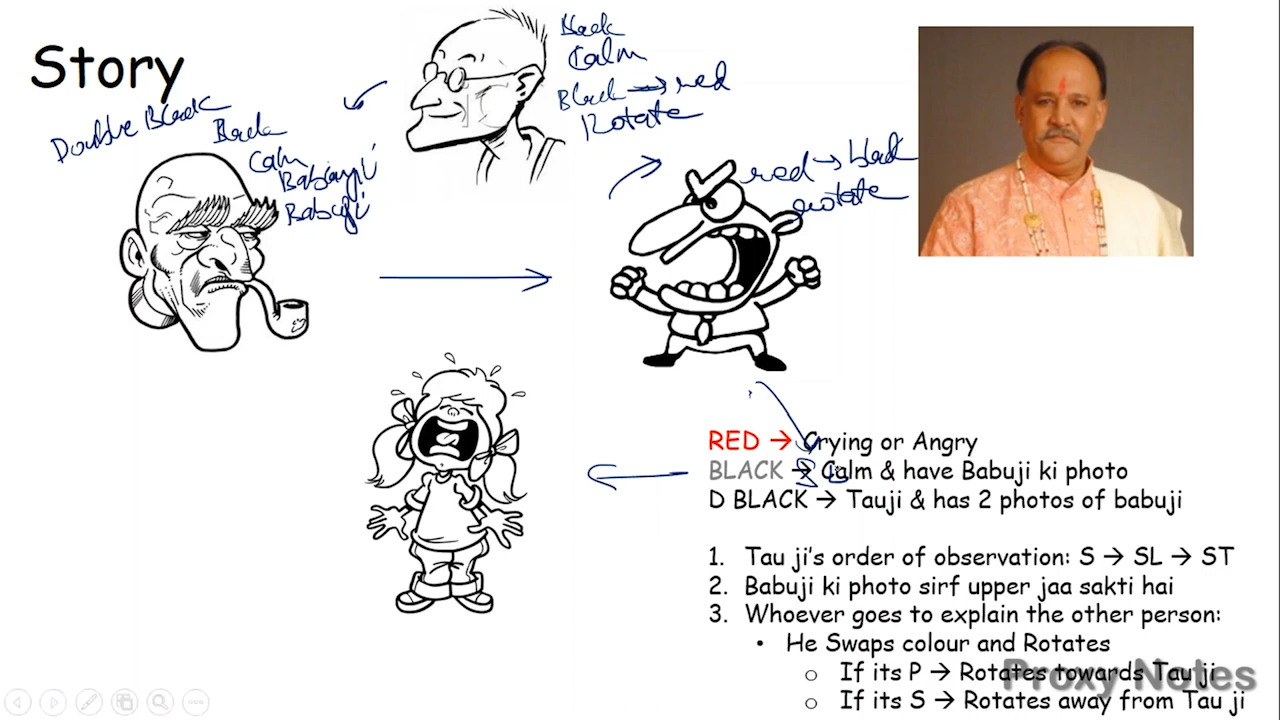 Story
Black
Calm
Black → red
Rotate
Double Black
Black
Calm
Babuji
Babuji
red → black
rotate
RED → Crying or Angry
BLACK → Calm & have Babuji ki photo
D BLACK → Tauji & has 2 photos of babuji
1. Tau ji's order of observation: S → SL → ST
2. Babuji ki photo sirf upper jaa sakti hai
3. Whoever goes to explain the other person:
• He Swaps colour and Rotates
o If its P → Rotates towards Tau ji
o If its S → Rotates away from Tau ji
Proxy Notes